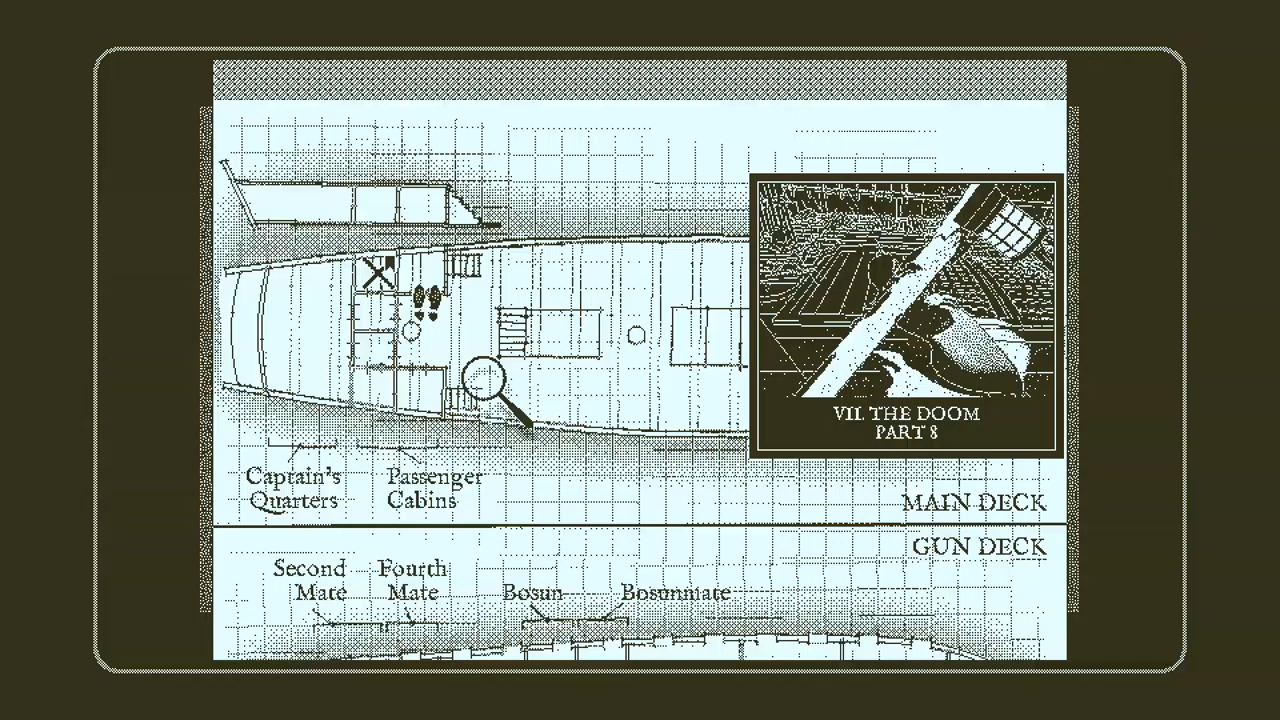 VII. THE DOOM
PART 8
Captain's
Quarters
Passenger
Cabins
MAIN DECK
GUN DECK
Second
Mate
Fourth
Mate
Bosun
Bosunmate